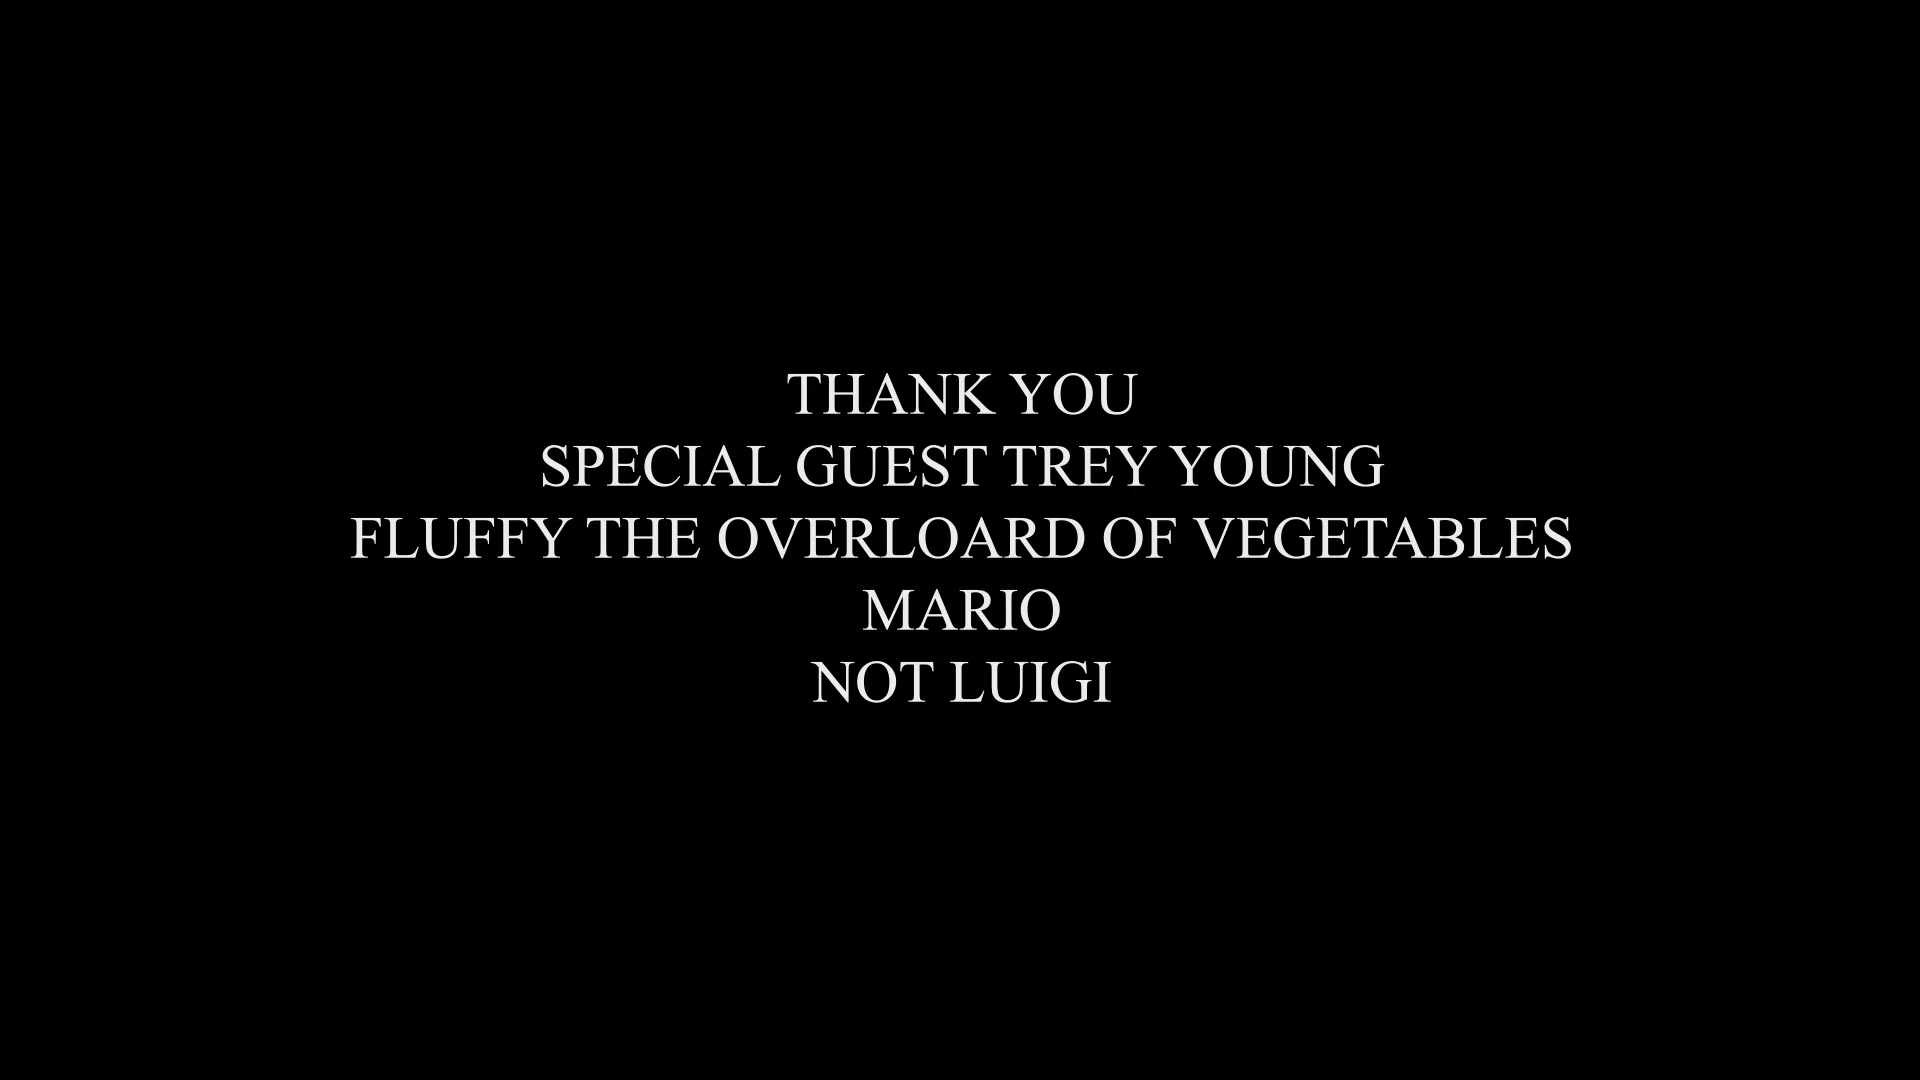 THANK YOU
SPECIAL GUEST TREY YOUNG
FLUFFY THE OVERLOARD OF VEGETABLES
MARIO
NOT LUIGI